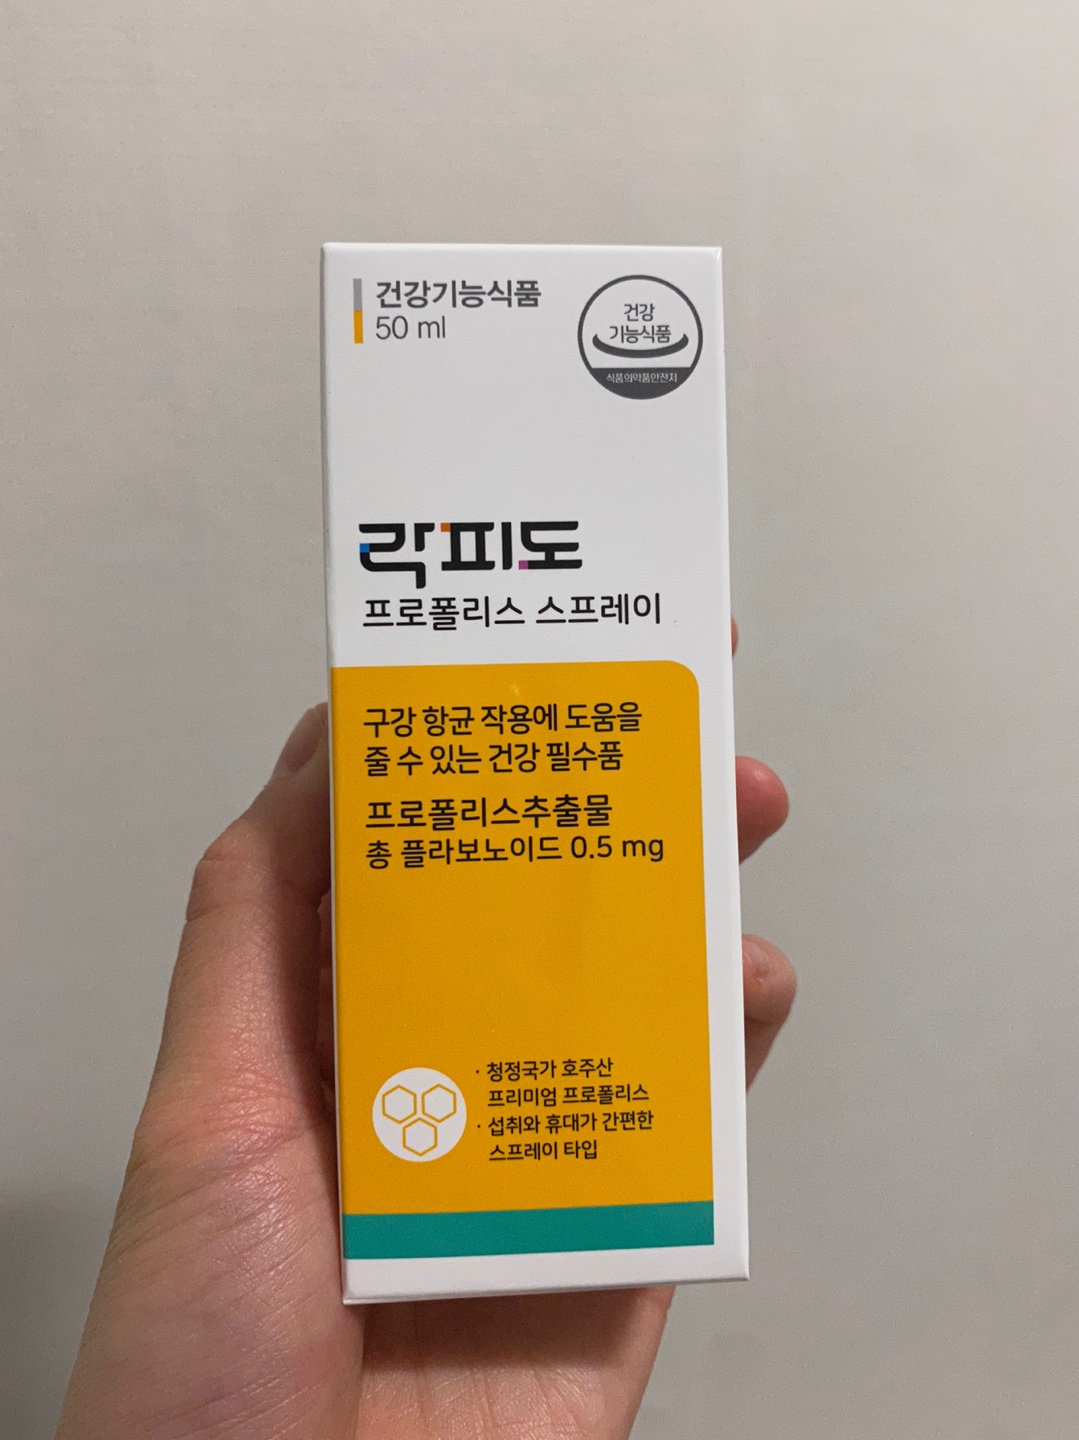 건강기능식품
50 ml
건강
기능식품
식품의약품안전처
락피도
프로폴리스 스프레이
구강 항균 작용에 도움을
줄 수 있는 건강 필수품
프로폴리스추출물
총 플라보노이드 0.5 mg
· 청정국가 호주산
프리미엄 프로폴리스
· 섭취와 휴대가 간편한
스프레이 타입